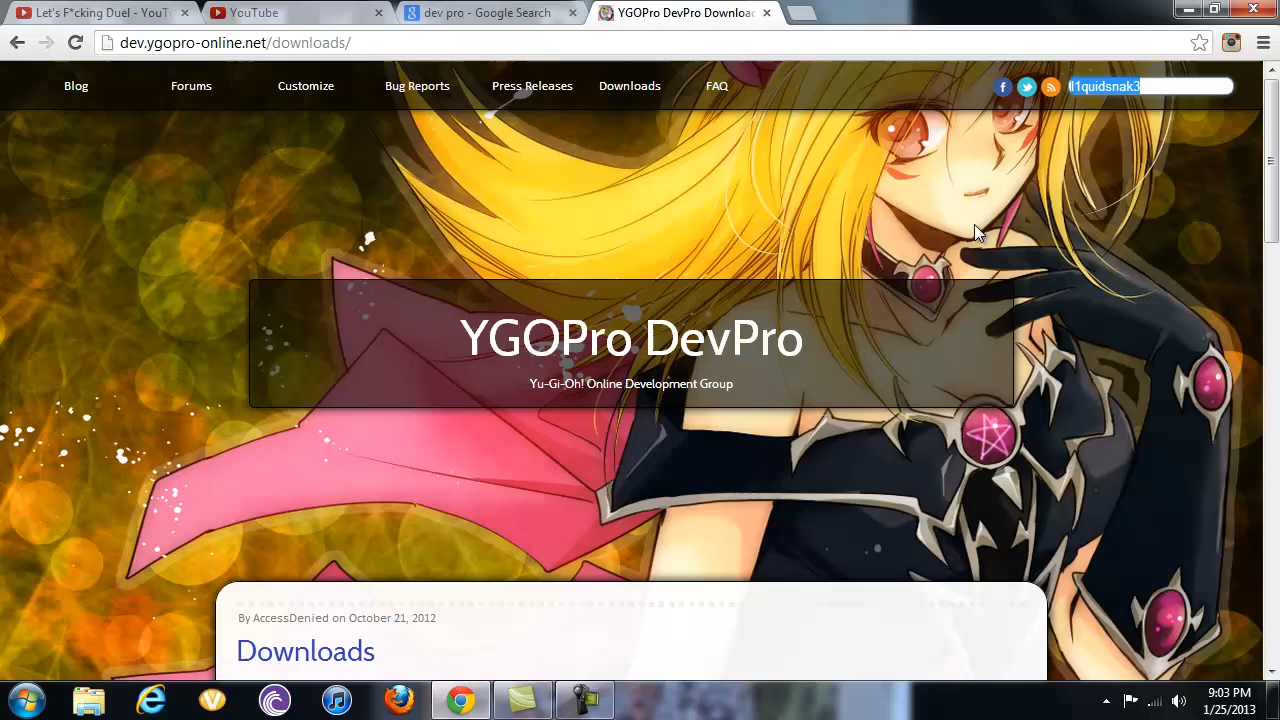 Let's F*cking Duel - YouT
YouTube
dev pro - Google Search
YGOPro DevPro Downloa
dev.ygopro-online.net/downloads/
Blog
Forums
Customize
Bug Reports
Press Releases
Downloads
FAQ
l1quidsnak3
YGOPro DevPro
Yu-Gi-Oh! Online Development Group
By AccessDenied on October 21, 2012
Downloads
9:03 PM
1/25/2013